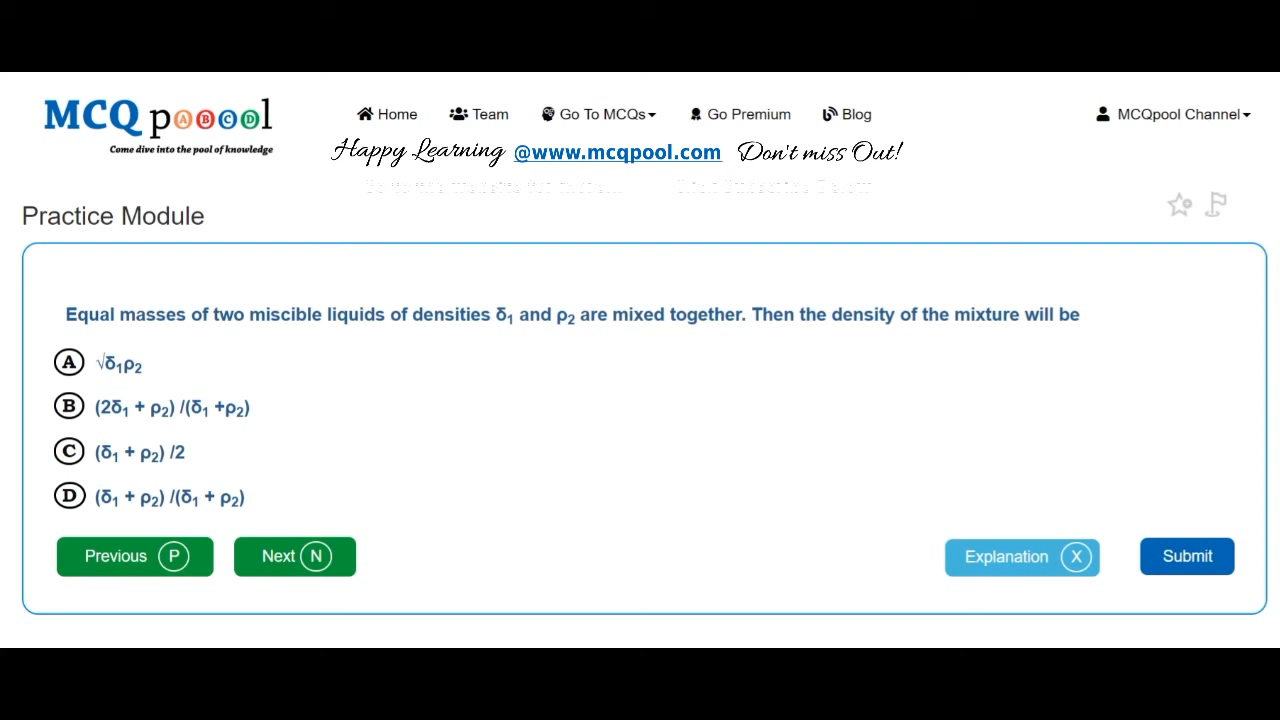 MCQ pooool
Come dive into the pool of knowledge
Home Team Go To MCQs Go Premium Blog MCQpool Channel
Happy Learning @www.mcqpool.com Don't miss Out!
Practice Module
Equal masses of two miscible liquids of densities δ₁ and ρ₂ are mixed together. Then the density of the mixture will be
A √δ₁ρ₂
B (2δ₁ + ρ₂) /(δ₁ +ρ₂)
C (δ₁ + ρ₂) /2
D (δ₁ + ρ₂) /(δ₁ + ρ₂)
Previous P Next N Explanation X Submit